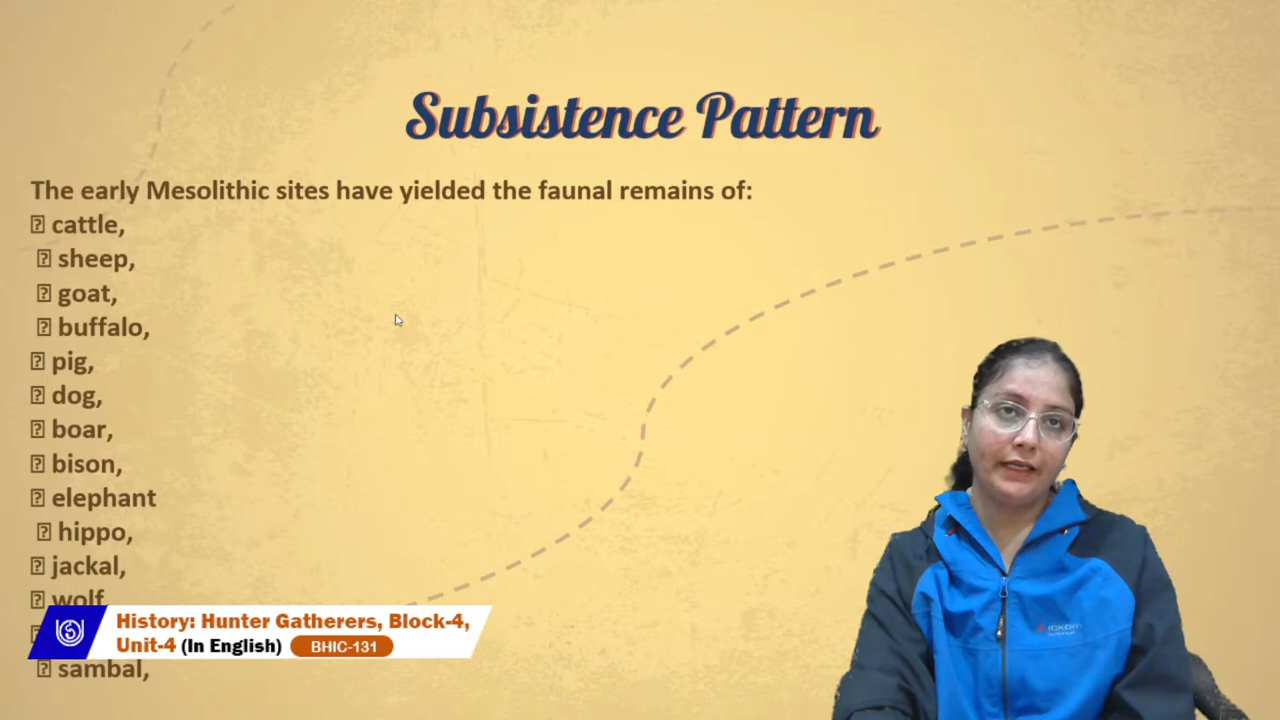 Subsistence Pattern
The early Mesolithic sites have yielded the faunal remains of:
cattle,
sheep,
goat,
buffalo,
pig,
dog,
boar,
bison,
elephant
hippo,
jackal,
wolf,
History: Hunter Gatherers, Block-4,
Unit-4 (In English) BHIC-131
sambal,